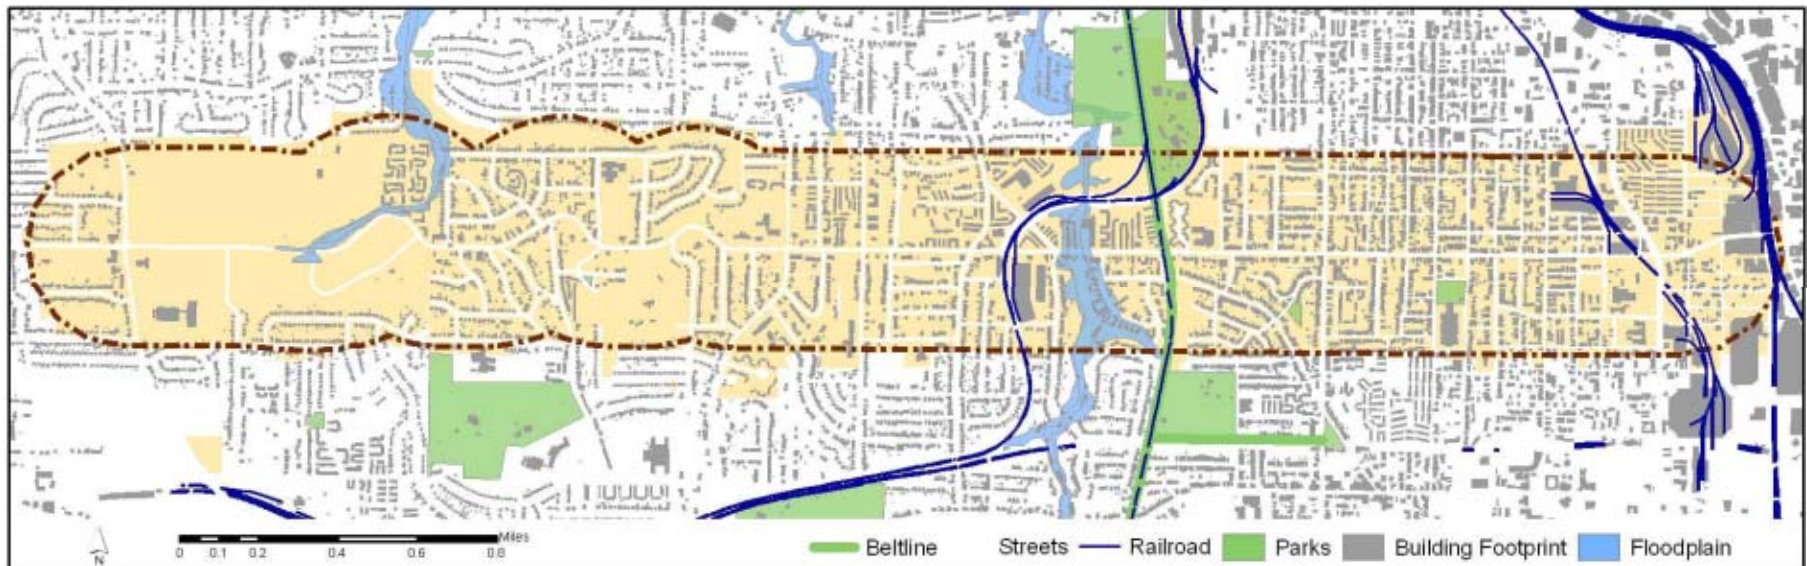 Miles
0 0.1 0.2 0.4 0.6 0.8
N
Beltline Streets Railroad Parks Building Footprint Floodplain